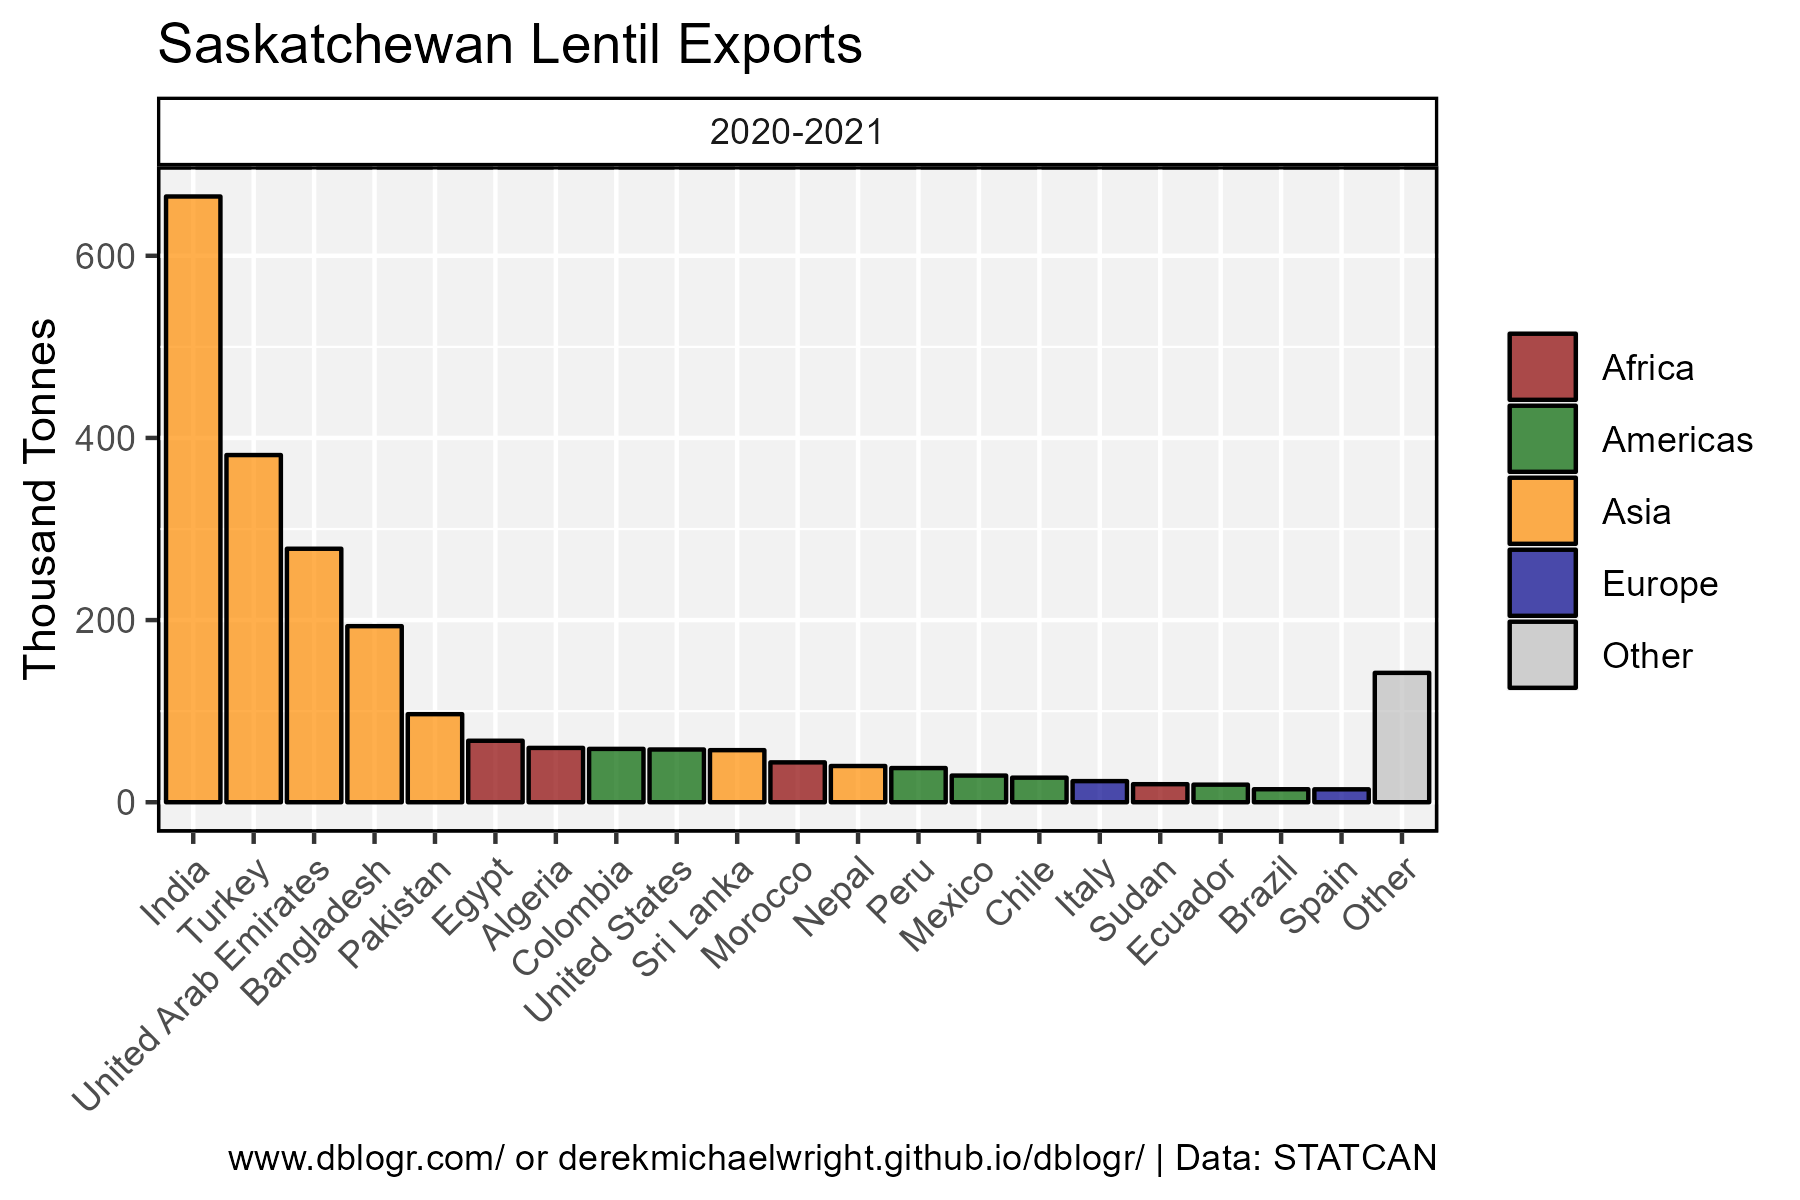 Saskatchewan Lentil Exports
2020-2021
Thousand Tonnes
600
400
200
0
India
Turkey
United Arab Emirates
Bangladesh
Pakistan
Egypt
Algeria
Colombia
United States
Sri Lanka
Morocco
Nepal
Peru
Mexico
Chile
Italy
Sudan
Ecuador
Brazil
Spain
Other
Africa
Americas
Asia
Europe
Other
www.dblogr.com/ or derekmichaelwright.github.io/dblogr/ | Data: STATCAN